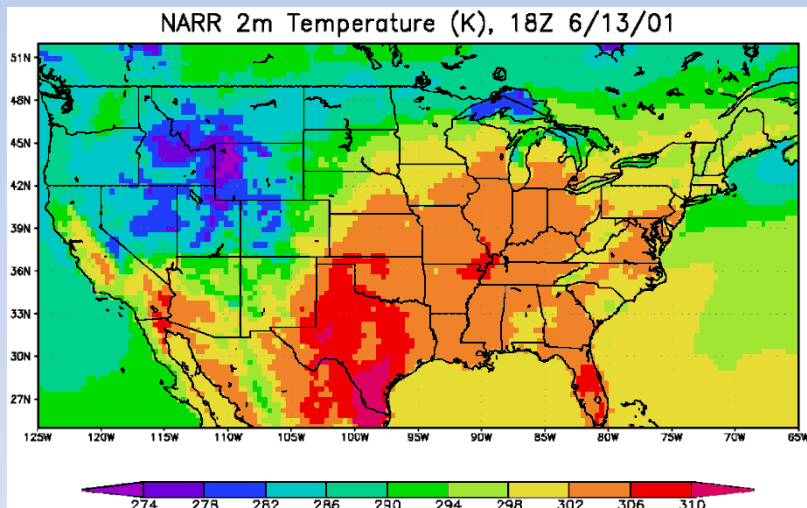 NARR 2m Temperature (K), 18Z 6/13/01
51N
48N
45N
42N
39N
36N
33N
30N
27N
125W 120W 115W 110W 105W 100W 95W 90W 85W 80W 75W 70W 65W
274 278 282 286 290 294 298 302 306 310